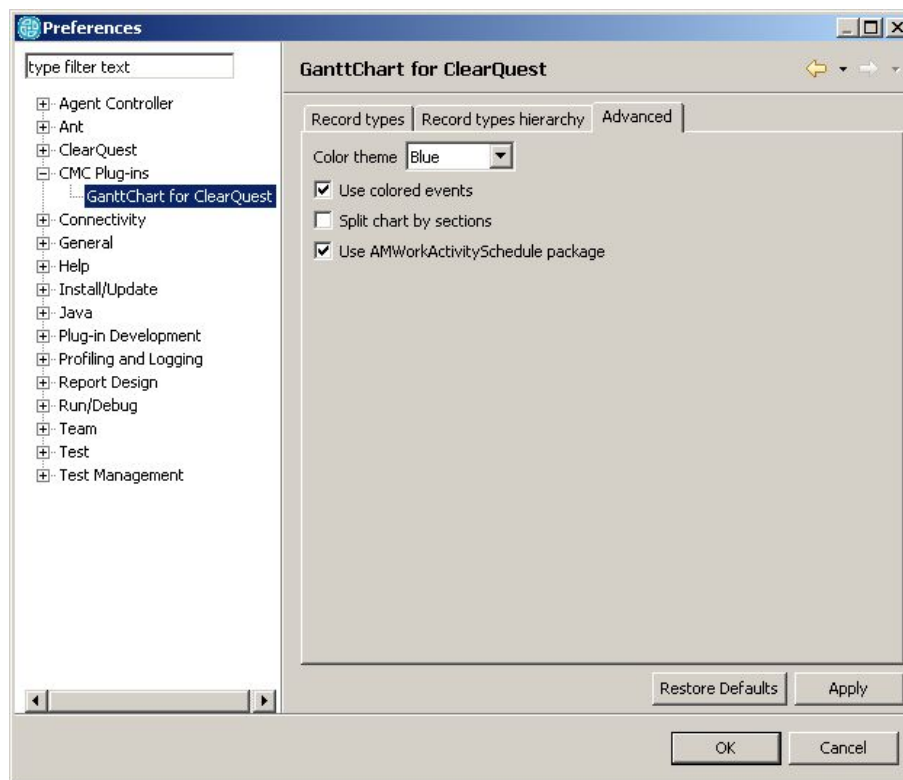 Preferences
type filter text
Agent Controller
Ant
ClearQuest
CMC Plug-ins
GanttChart for ClearQuest
Connectivity
General
Help
Install/Update
Java
Plug-in Development
Profiling and Logging
Report Design
Run/Debug
Team
Test
Test Management
GanttChart for ClearQuest
Record types Record types hierarchy Advanced
Color theme Blue
Use colored events
Split chart by sections
Use AMWorkActivitySchedule package
Restore Defaults Apply
OK Cancel